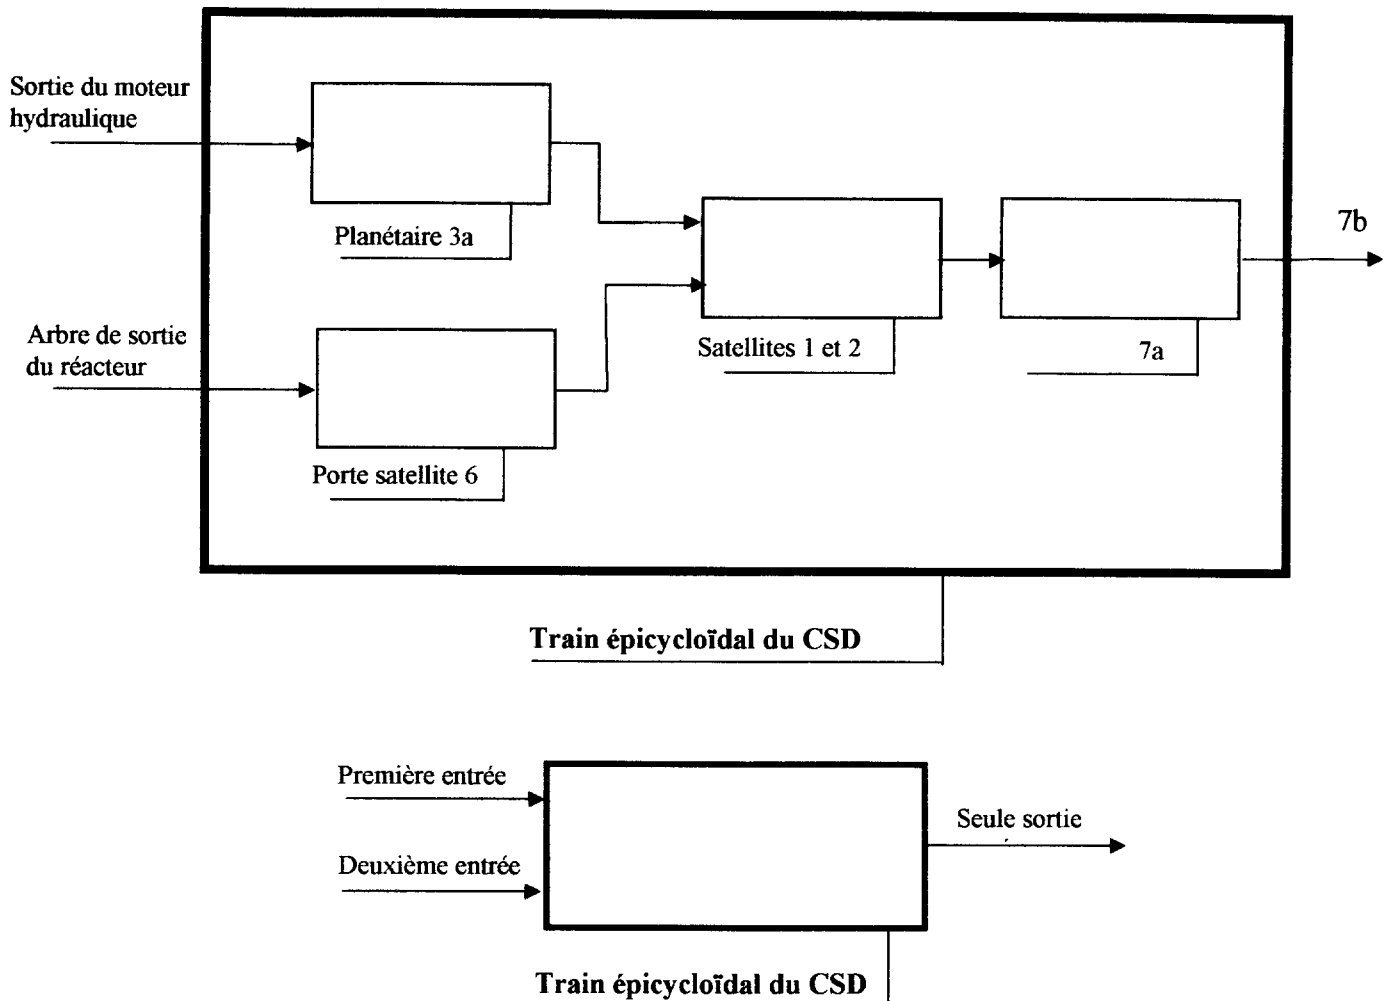 Sortie du moteur
hydraulique
Planétaire 3a
7b
Arbre de sortie
du réacteur
Satellites 1 et 2
7a
Porte satellite 6
Train épicycloïdal du CSD
Première entrée
Seule sortie
Deuxième entrée
Train épicycloïdal du CSD